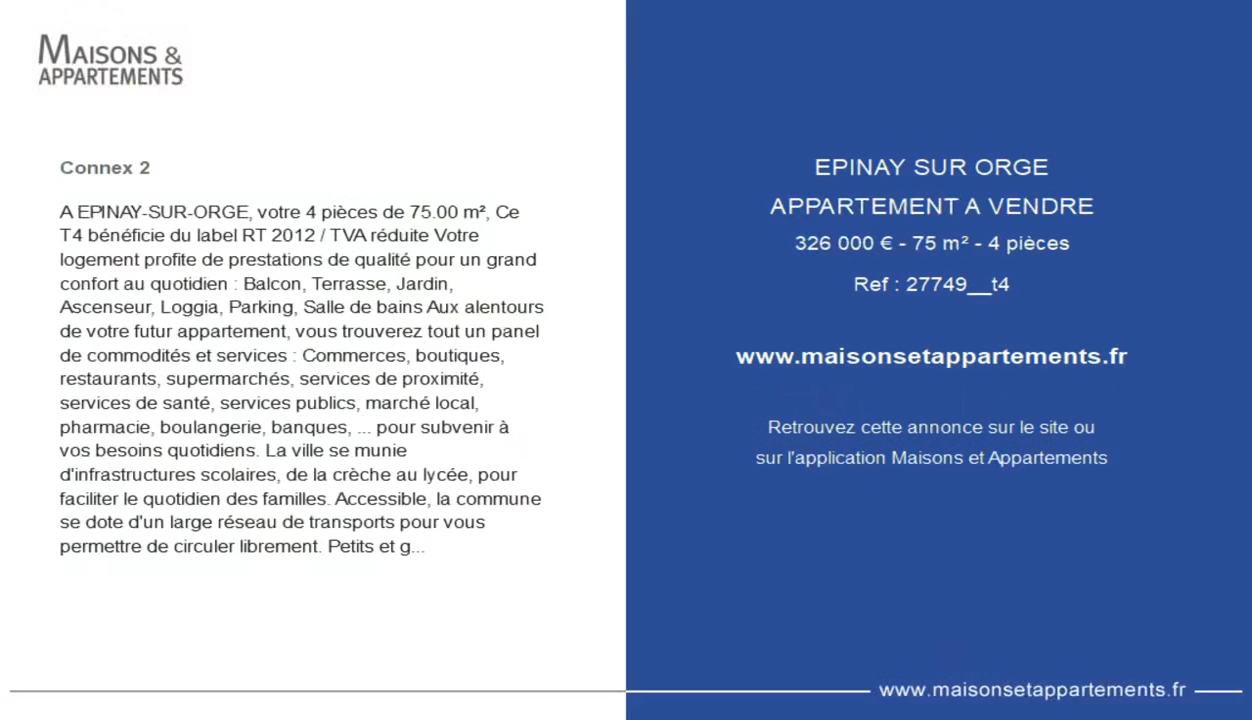 MAISONS &
APPARTEMENTS
Connex 2
A EPINAY-SUR-ORGE, votre 4 pièces de 75.00 m², Ce
T4 bénéficie du label RT 2012 / TVA réduite Votre
logement profite de prestations de qualité pour un grand
confort au quotidien : Balcon, Terrasse, Jardin,
Ascenseur, Loggia, Parking, Salle de bains Aux alentours
de votre futur appartement, vous trouverez tout un panel
de commodités et services : Commerces, boutiques,
restaurants, supermarchés, services de proximité,
services de santé, services publics, marché local,
pharmacie, boulangerie, banques, ... pour subvenir à
vos besoins quotidiens. La ville se munie
d'infrastructures scolaires, de la crèche au lycée, pour
faciliter le quotidien des familles. Accessible, la commune
se dote d'un large réseau de transports pour vous
permettre de circuler librement. Petits et g...
EPINAY SUR ORGE
APPARTEMENT A VENDRE
326 000 € - 75 m² - 4 pièces
Ref : 27749__t4
www.maisonsetappartements.fr
Retrouvez cette annonce sur le site ou
sur l'application Maisons et Appartements
www.maisonsetappartements.fr